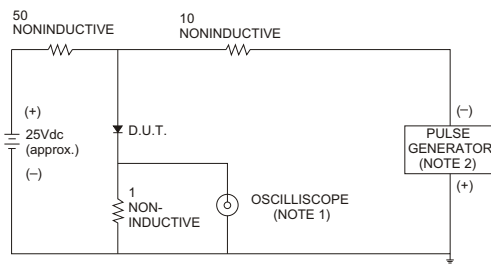 50
NONINDUCTIVE
10
NONINDUCTIVE
(+)
25Vdc
(approx.)
(–)
D.U.T.
1
NON-
INDUCTIVE
OSCILLISCOPE
(NOTE 1)
(–)
PULSE
GENERATOR
(NOTE 2)
(+)